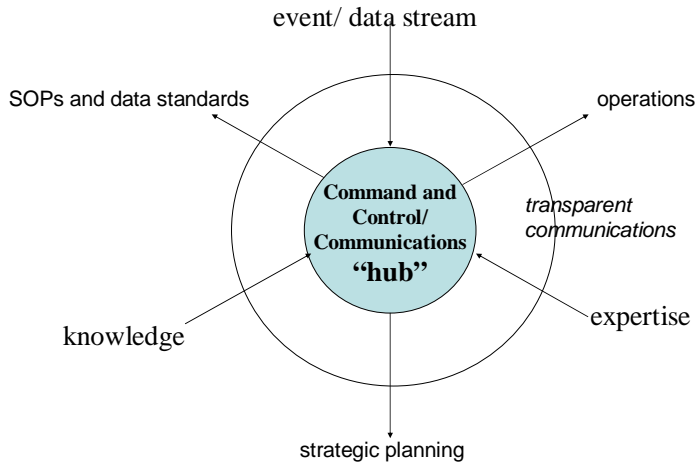 event/ data stream
SOPs and data standards
operations
Command and
Control/
Communications
“hub”
transparent
communications
knowledge
expertise
strategic planning